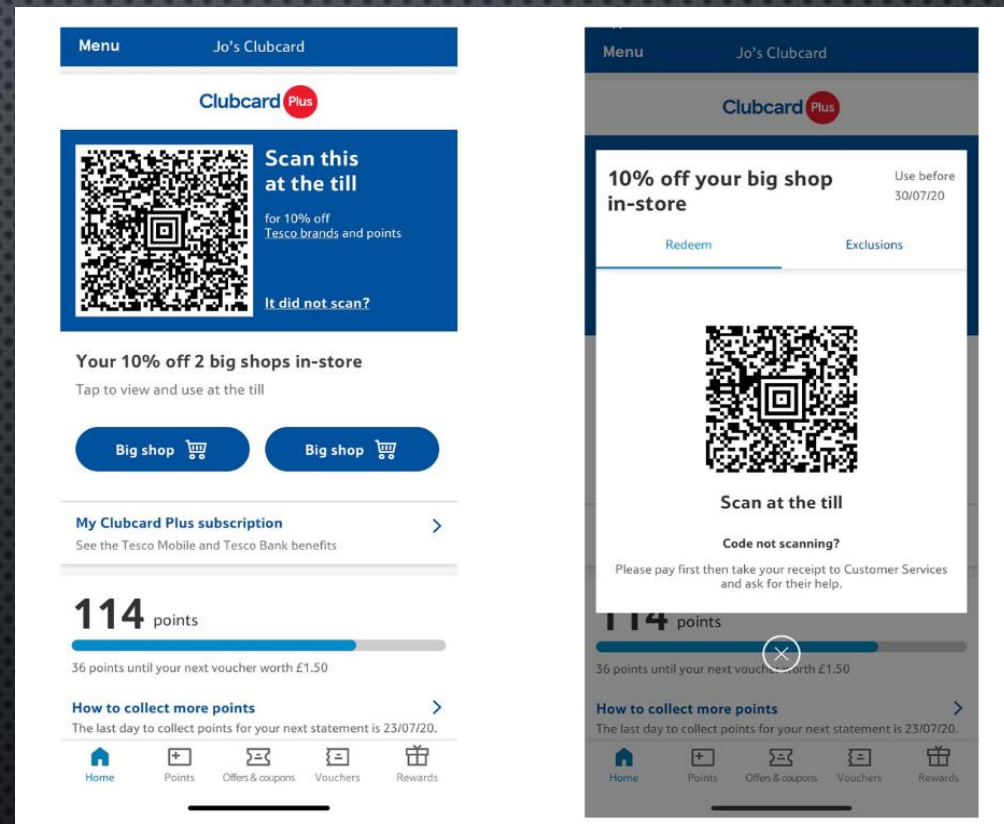 Menu Jo's Clubcard
Clubcard Plus
Scan this
at the till
for 10% off
Tesco brands and points
It did not scan?
Your 10% off 2 big shops in-store
Tap to view and use at the till
Big shop Big shop
My Clubcard Plus subscription
See the Tesco Mobile and Tesco Bank benefits
114 points
36 points until your next voucher worth £1.50
How to collect more points
The last day to collect points for your next statement is 23/07/20.
Home Points Offers & coupons Vouchers Rewards
Menu Jo's Clubcard
Clubcard Plus
10% off your big shop
in-store
Use before
30/07/20
Redeem Exclusions
Scan at the till
Code not scanning?
Please pay first then take your receipt to Customer Services
and ask for their help.
114 points
36 points until your next voucher worth £1.50
How to collect more points
The last day to collect points for your next statement is 23/07/20.
Home Points Offers & coupons Vouchers Rewards